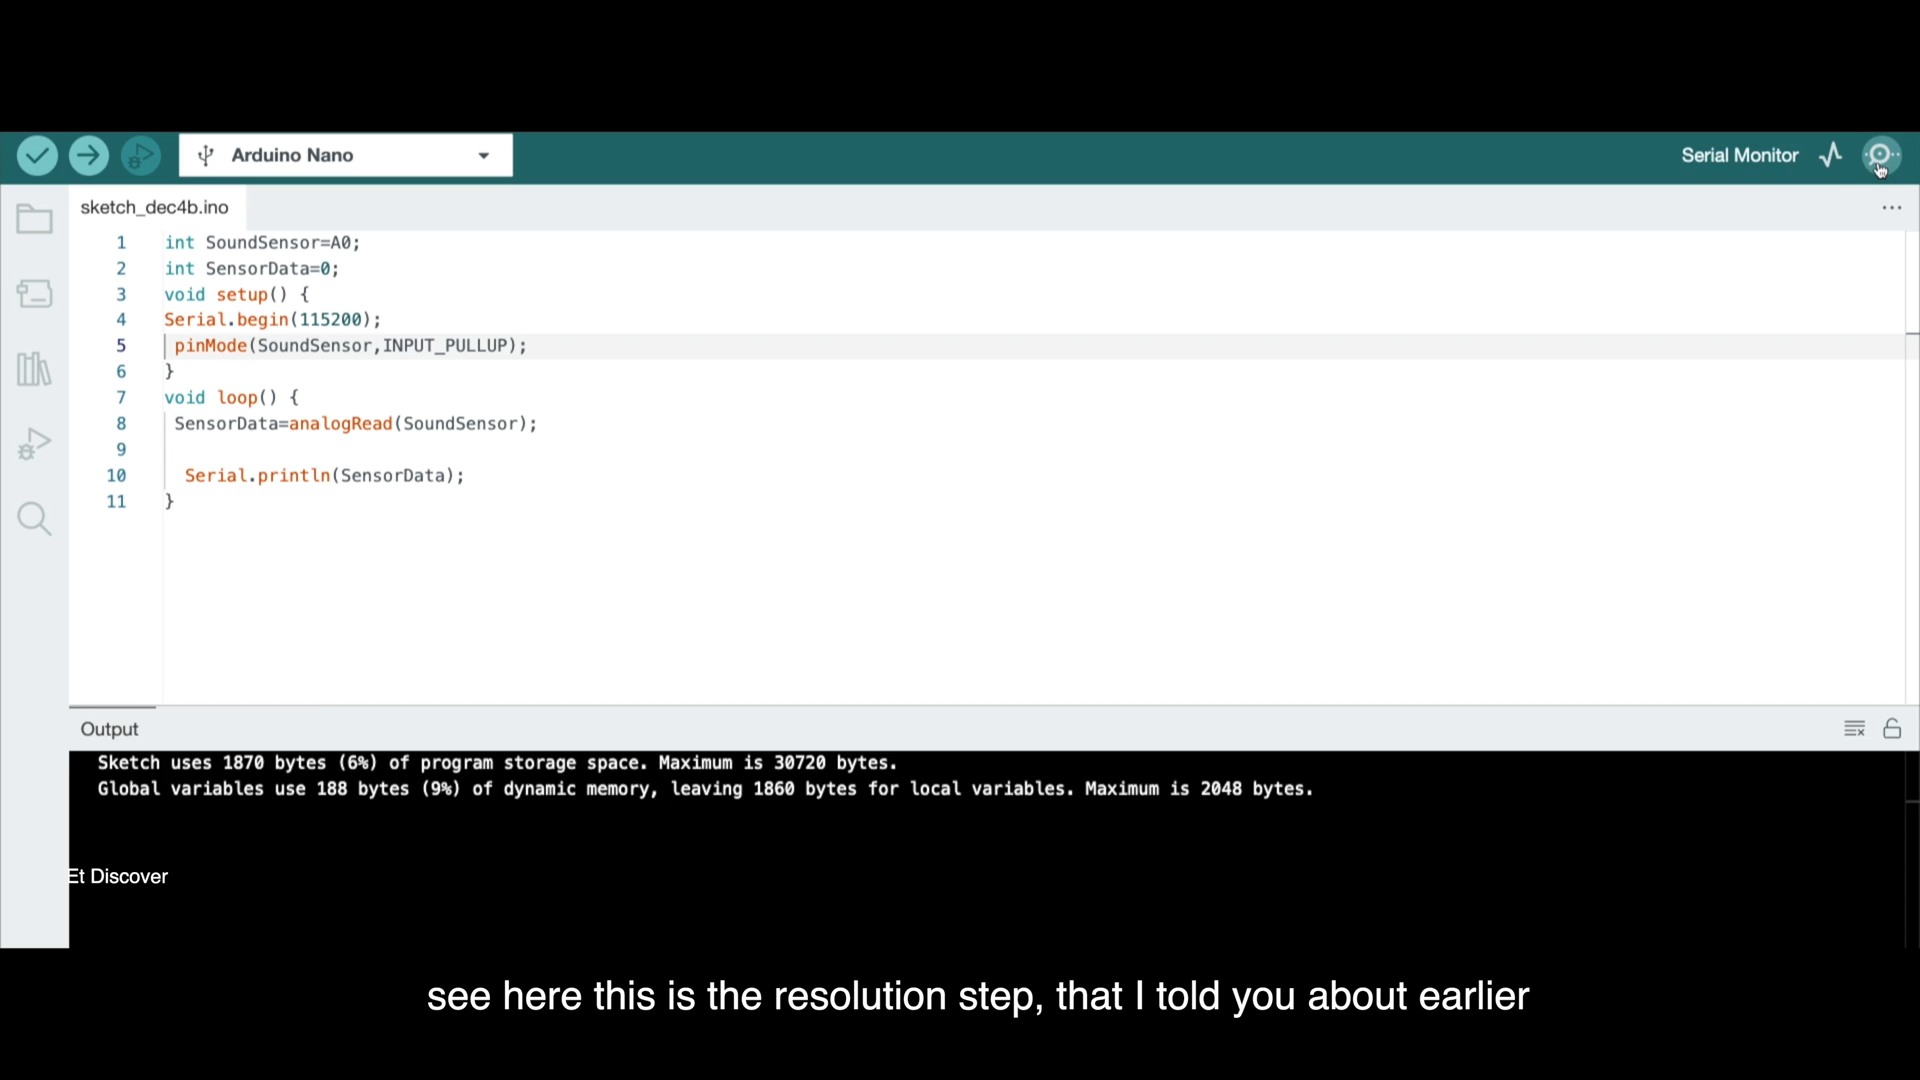 Arduino Nano
Serial Monitor
sketch_dec4b.ino
1 int SoundSensor=A0;
2 int SensorData=0;
3 void setup() {
4 Serial.begin(115200);
5 pinMode(SoundSensor,INPUT_PULLUP);
6 }
7 void loop() {
8 SensorData=analogRead(SoundSensor);
9
10 Serial.println(SensorData);
11 }
Output
Sketch uses 1870 bytes (6%) of program storage space. Maximum is 30720 bytes.
Global variables use 188 bytes (9%) of dynamic memory, leaving 1860 bytes for local variables. Maximum is 2048 bytes.
Et Discover
see here this is the resolution step, that I told you about earlier